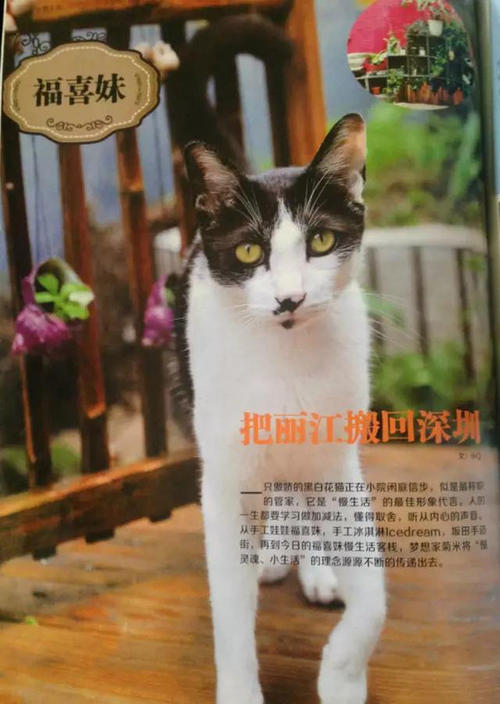 福喜妹
把丽江搬回深圳
文/BQ
一只傲娇的黑白花猫正在小院闲庭信步，似是最称职
的管家，它是“慢生活”的最佳形象代言。人的
一生都要学习做加减法，懂得取舍，听从内心的声音。
从手工娃娃福喜妹，手工冰淇淋Icedream，坂田手造
街，再到今日的福喜妹慢生活客栈，梦想家菊米将“慢
灵魂、小生活”的理念源源不断的传递出去。